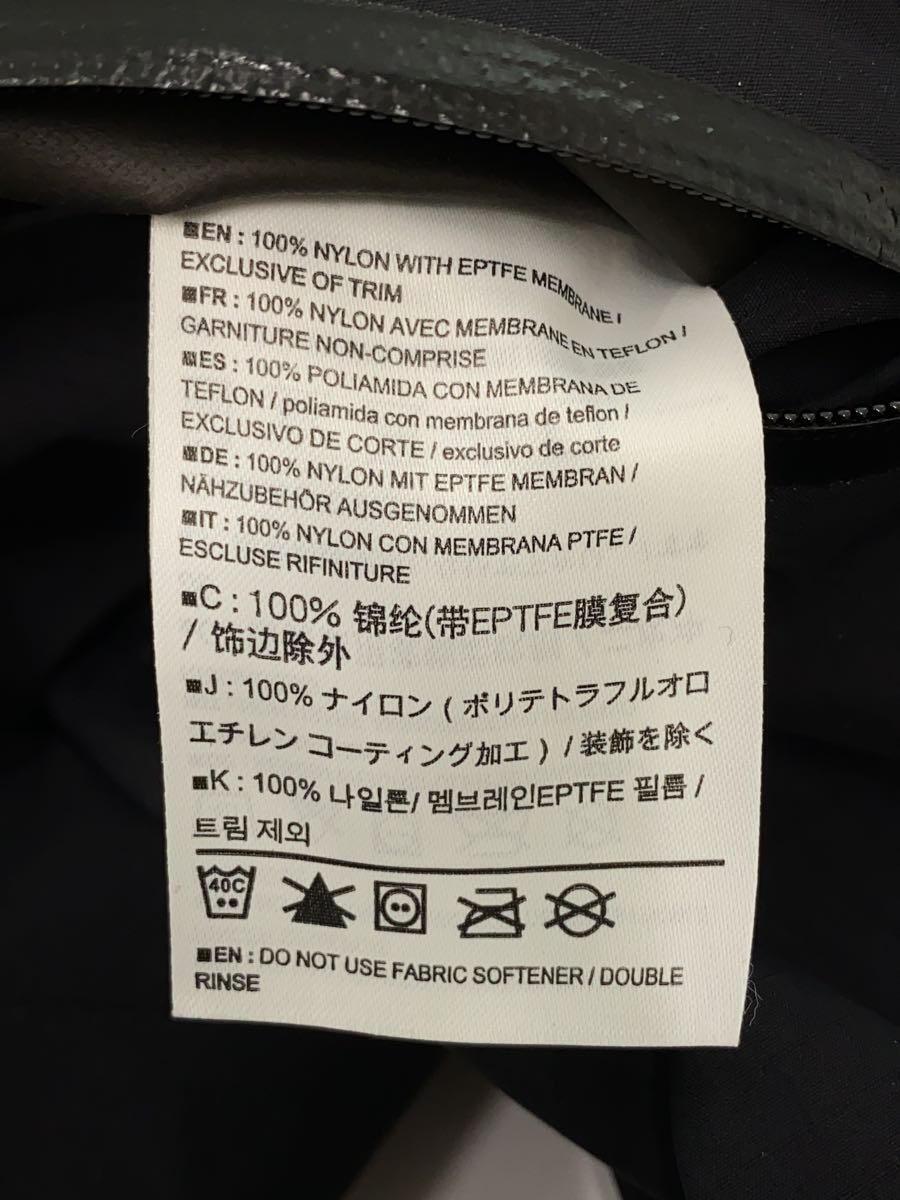 ■EN : 100% NYLON WITH EPTFE MEMBRANE /
EXCLUSIVE OF TRIM
■FR : 100% NYLON AVEC MEMBRANE EN TEFLON /
GARNITURE NON-COMPRISE
■ES : 100% POLIAMIDA CON MEMBRANA DE
TEFLON / poliamida con membrana de teflon /
EXCLUSIVO DE CORTE / exclusivo de corte
■DE : 100% NYLON MIT EPTFE MEMBRAN /
NÄHZUBEHÖR AUSGENOMMEN
■IT : 100% NYLON CON MEMBRANA PTFE /
ESCLUSE RIFINITURE
■C : 100% 锦纶(带EPTFE膜复合)
/ 饰边除外
■J : 100% ナイロン ( ポリテトラフルオロ
エチレン コーティング加工 ) / 装飾を除く
■K : 100% 나일론/ 멤브레인EPTFE 필름 /
트림 제외
40C
■EN : DO NOT USE FABRIC SOFTENER / DOUBLE
RINSE